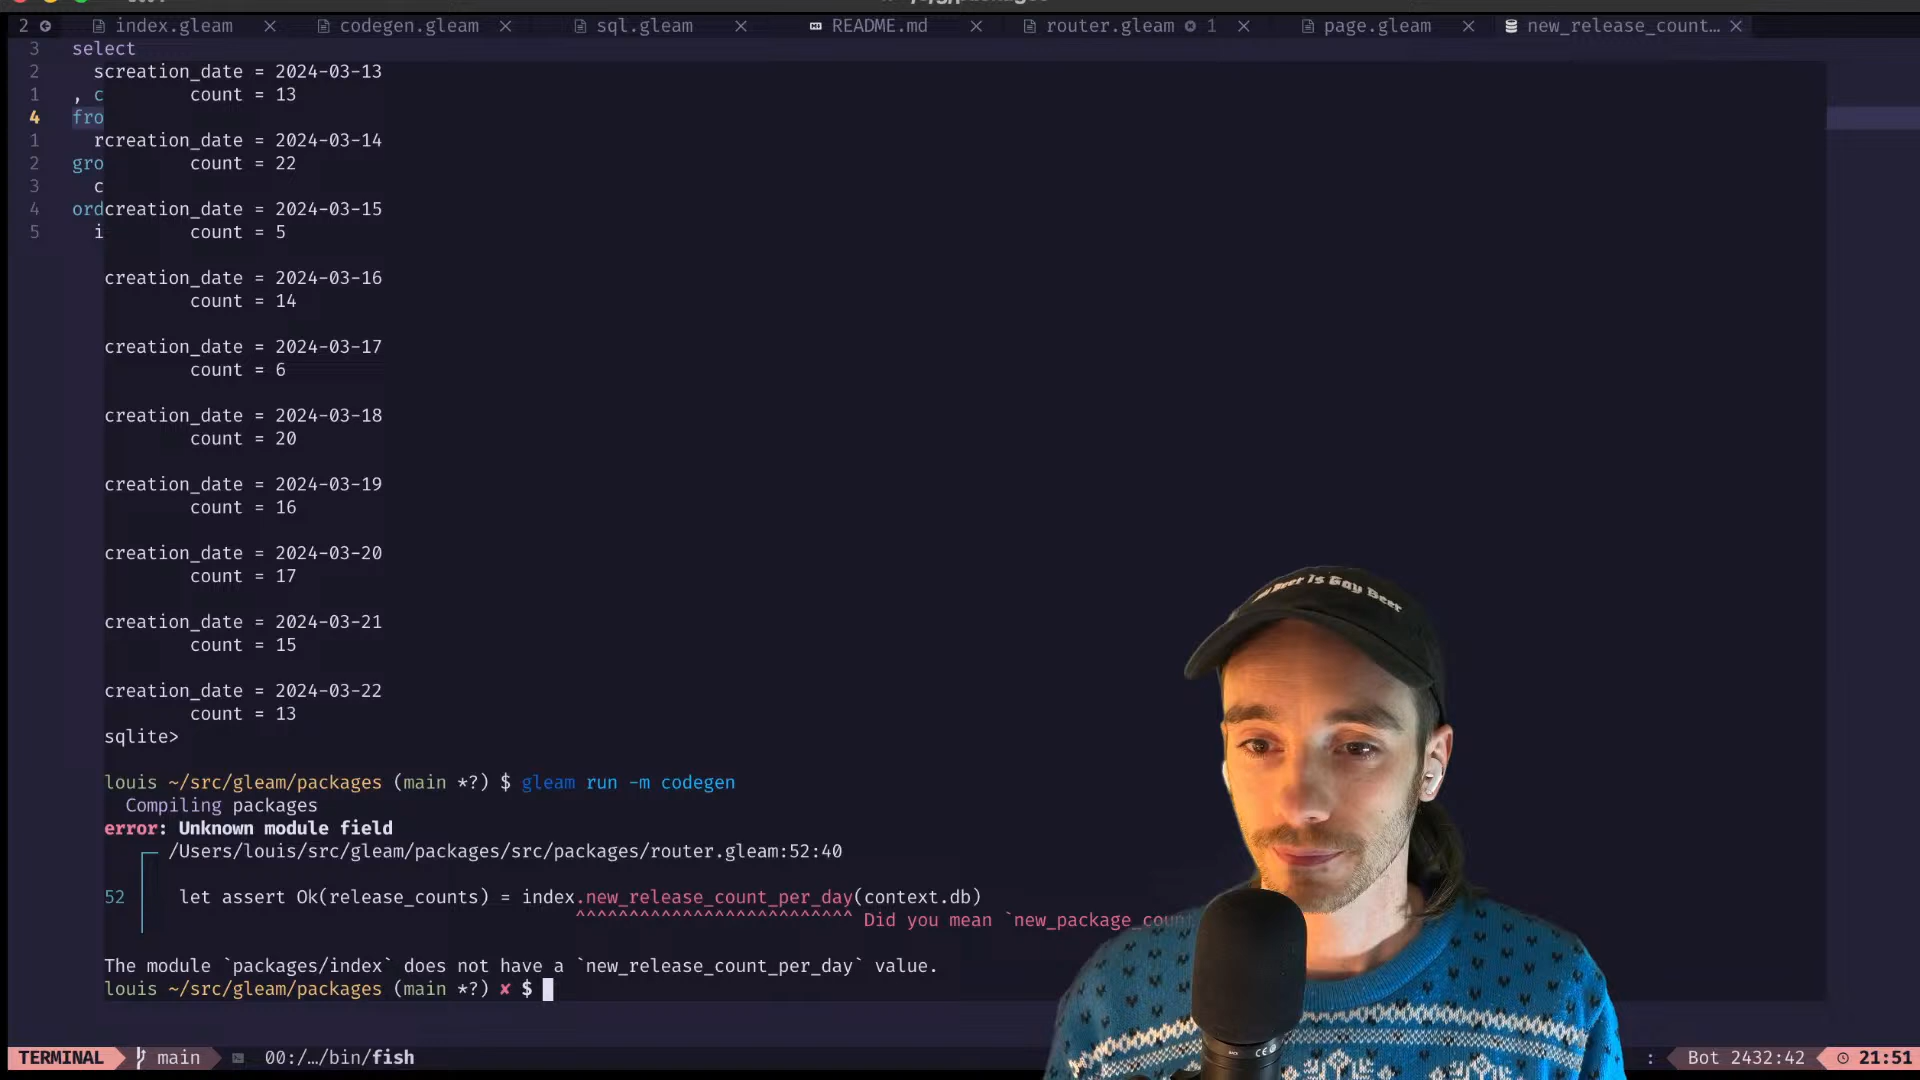 2 index.gleam codegen.gleam sql.gleam README.md router.gleam 1 page.gleam new_release_count…
3 select
2 screation_date = 2024-03-13
1 , c count = 13
4 fro
1 rcreation_date = 2024-03-14
2 gro count = 22
3 c
4 ordcreation_date = 2024-03-15
5 i count = 5
creation_date = 2024-03-16
count = 14
creation_date = 2024-03-17
count = 6
creation_date = 2024-03-18
count = 20
creation_date = 2024-03-19
count = 16
creation_date = 2024-03-20
count = 17
creation_date = 2024-03-21
count = 15
creation_date = 2024-03-22
count = 13
sqlite>
louis ~/src/gleam/packages (main *?) $ gleam run -m codegen
Compiling packages
error: Unknown module field
/Users/louis/src/gleam/packages/src/packages/router.gleam:52:40
52 let assert Ok(release_counts) = index.new_release_count_per_day(context.db)
^^^^^^^^^^^^^^^^^^^^^^^^^^ Did you mean `new_package_coun
The module `packages/index` does not have a `new_release_count_per_day` value.
louis ~/src/gleam/packages (main *?) ✘ $
Beer is Gay Beer
TERMINAL main 00:/…/bin/fish : Bot 2432:42 21:51